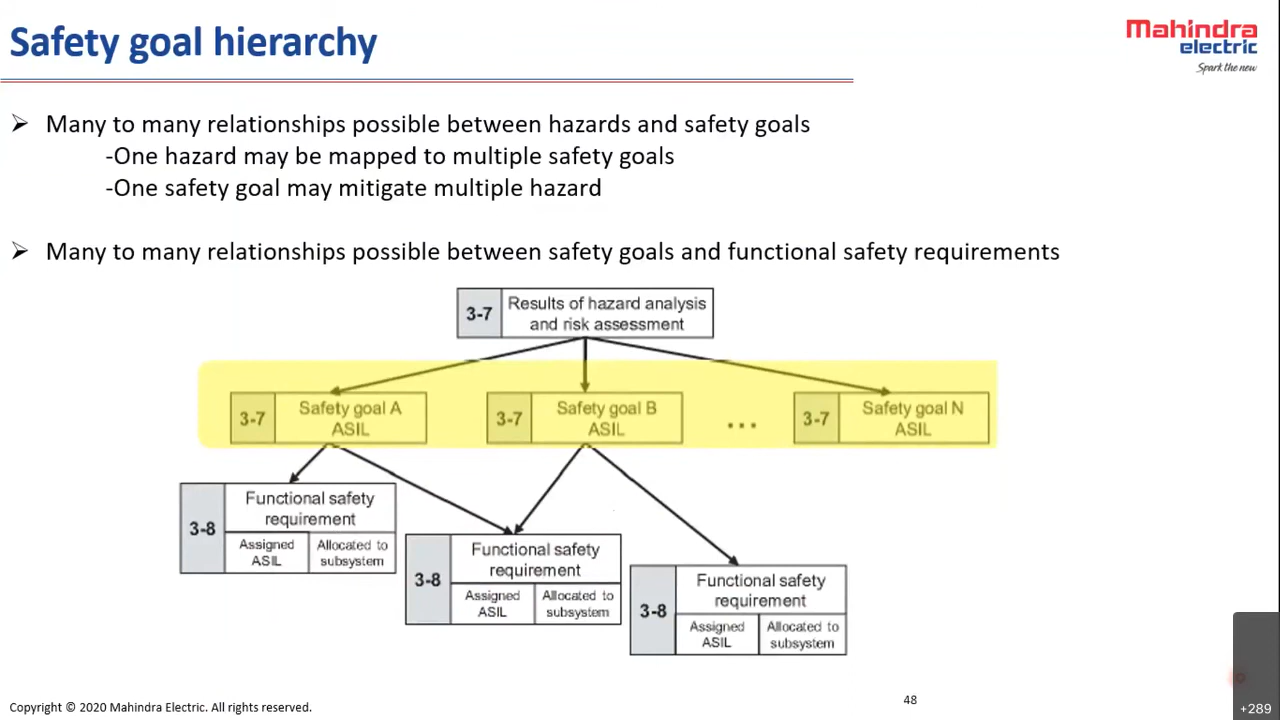 Safety goal hierarchy
Mahindra
electric
Spark the new
Many to many relationships possible between hazards and safety goals
-One hazard may be mapped to multiple safety goals
-One safety goal may mitigate multiple hazard
Many to many relationships possible between safety goals and functional safety requirements
3-7
Results of hazard analysis
and risk assessment
3-7
Safety goal A
ASIL
3-7
Safety goal B
ASIL
...
3-7
Safety goal N
ASIL
3-8
Functional safety
requirement
Assigned
ASIL
Allocated to
subsystem
3-8
Functional safety
requirement
Assigned
ASIL
Allocated to
subsystem
3-8
Functional safety
requirement
Assigned
ASIL
Allocated to
subsystem
Copyright © 2020 Mahindra Electric. All rights reserved.
48
+289